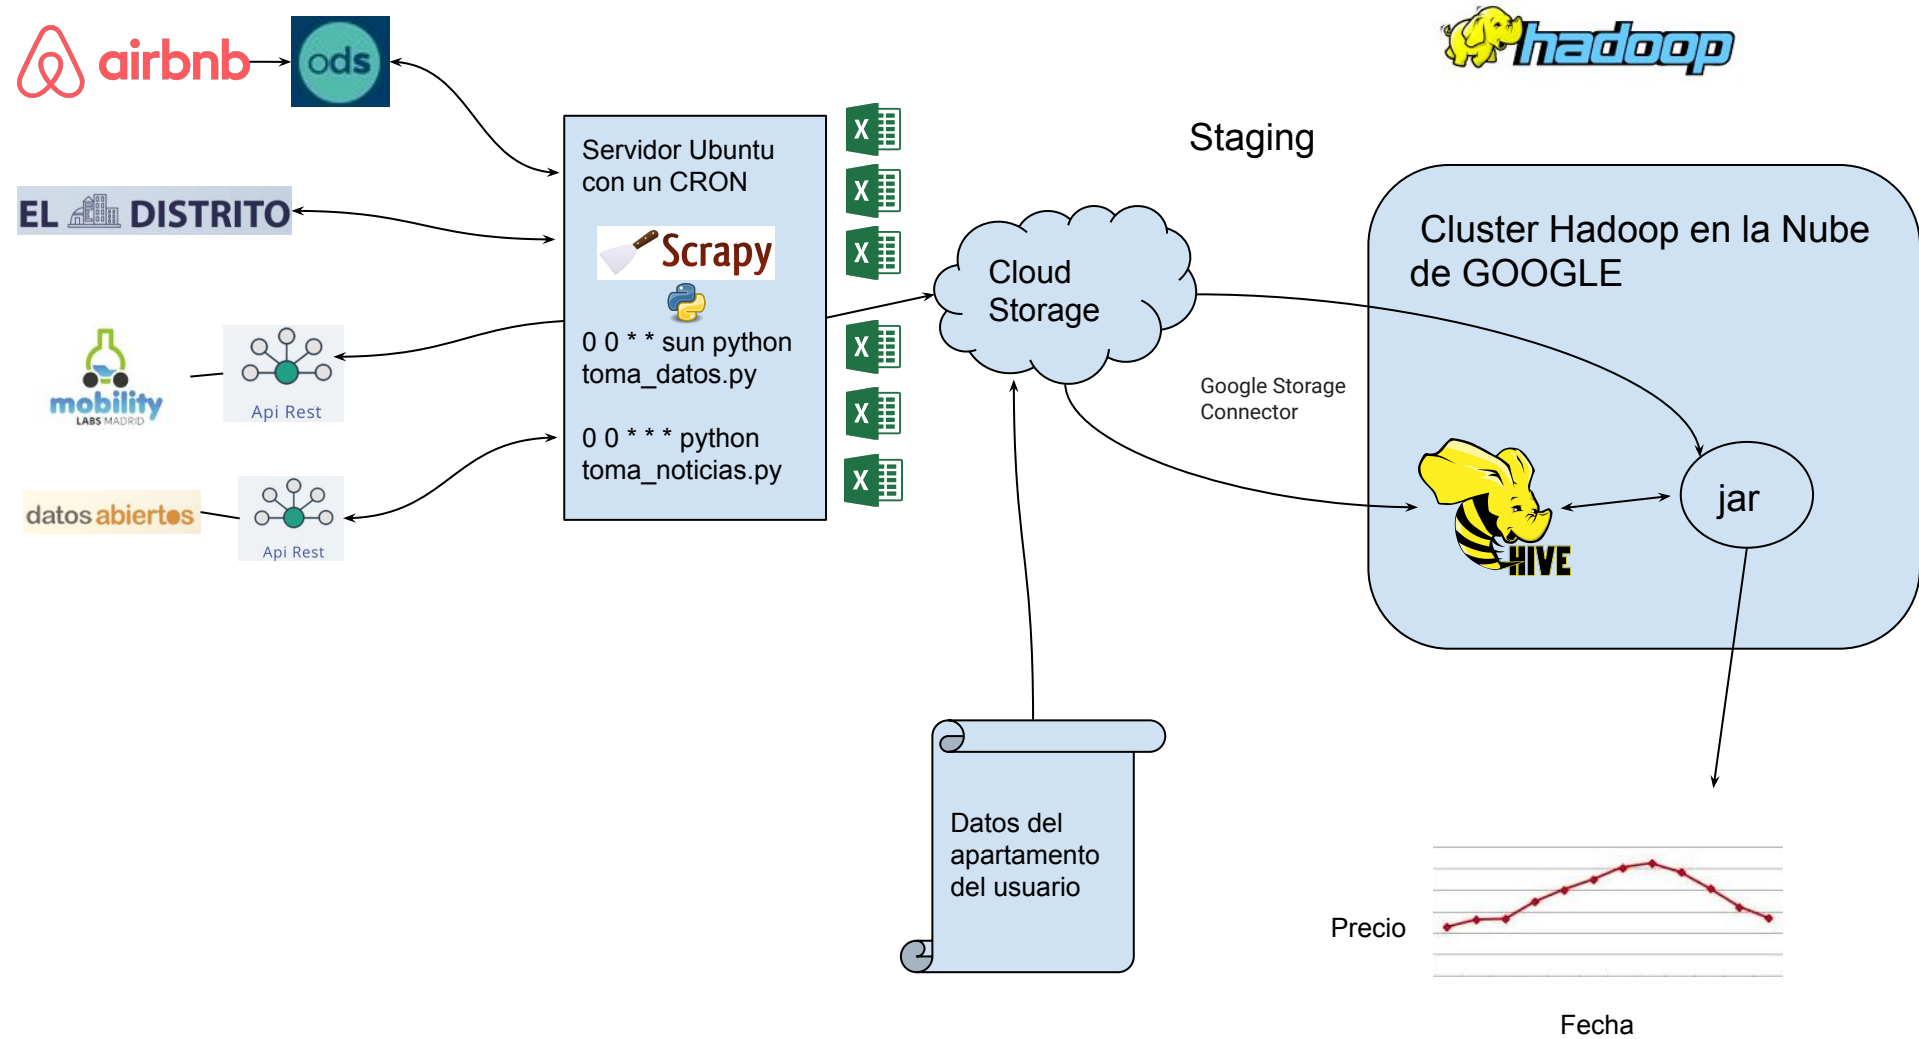 airbnb
ods
hadoop
Staging
EL DISTRITO
Servidor Ubuntu
con un CRON
Scrapy
0 0 * * sun python
toma_datos.py
0 0 * * * python
toma_noticias.py
X
X
X
X
X
X
mobility
LABS MADRID
Api Rest
datos abiertos
Api Rest
Cloud
Storage
Google Storage
Connector
Cluster Hadoop en la Nube
de GOOGLE
HIVE
jar
Datos del
apartamento
del usuario
Precio
Fecha